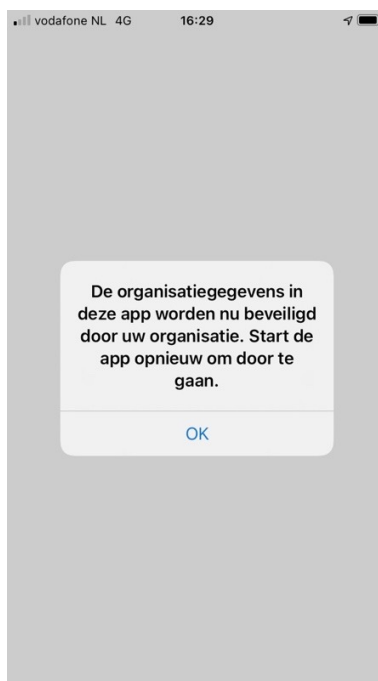 vodafone NL 4G 16:29
De organisatiegegevens in
deze app worden nu beveiligd
door uw organisatie. Start de
app opnieuw om door te
gaan.
OK